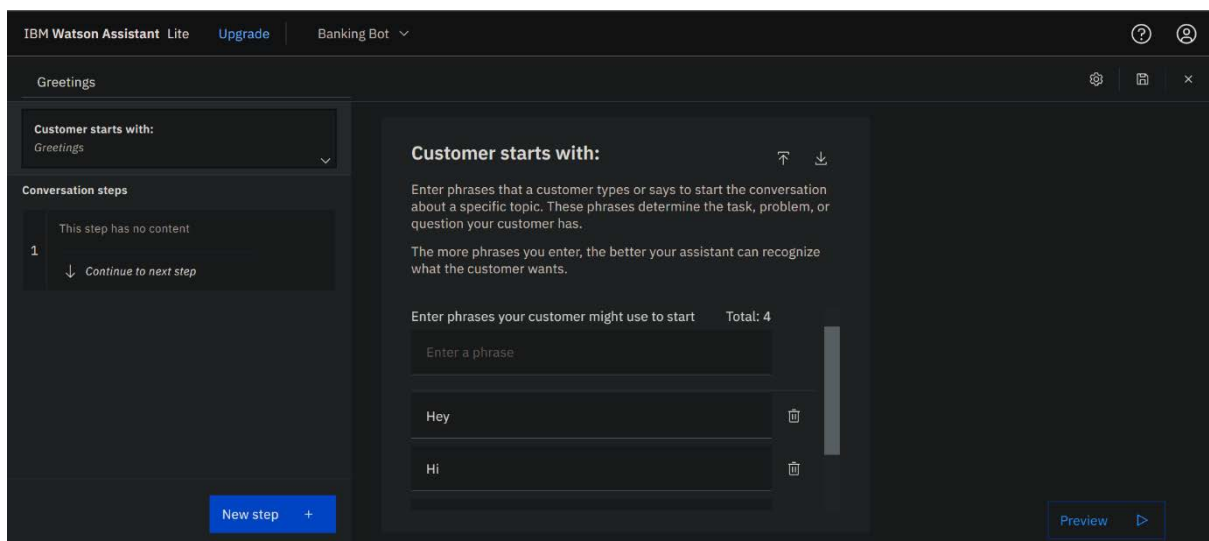 IBM Watson Assistant Lite Upgrade Banking Bot
Greetings
Customer starts with:
Greetings
Conversation steps
1
This step has no content
Continue to next step
New step +
Customer starts with:
Enter phrases that a customer types or says to start the conversation
about a specific topic. These phrases determine the task, problem, or
question your customer has.
The more phrases you enter, the better your assistant can recognize
what the customer wants.
Enter phrases your customer might use to start Total: 4
Enter a phrase
Hey
Hi
Preview